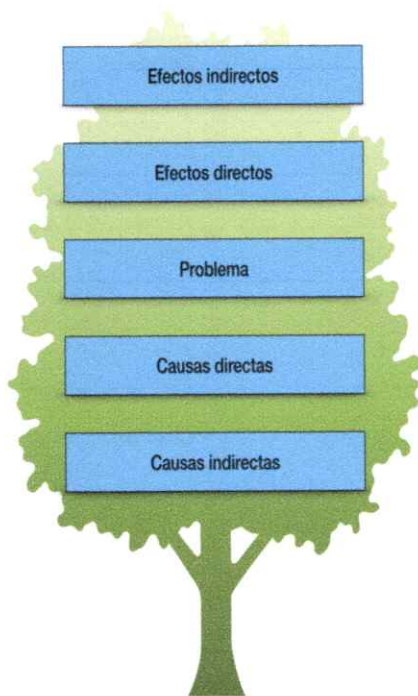 Efectos indirectos
Efectos directos
Problema
Causas directas
Causas indirectas